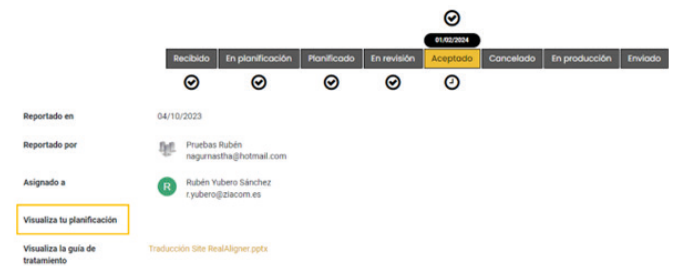 01/02/2024
Recibido En planificación Planificado En revisión Aceptado Cancelado En producción Enviado
Reportado en 04/10/2023
Reportado por Pruebas Rubén
nagurnastha@hotmail.com
Asignado a R Rubén Yubero Sánchez
r.yubero@ziacom.es
Visualiza tu planificación
Visualiza la guía de Traducción Site RealAligner.pptx
tratamiento